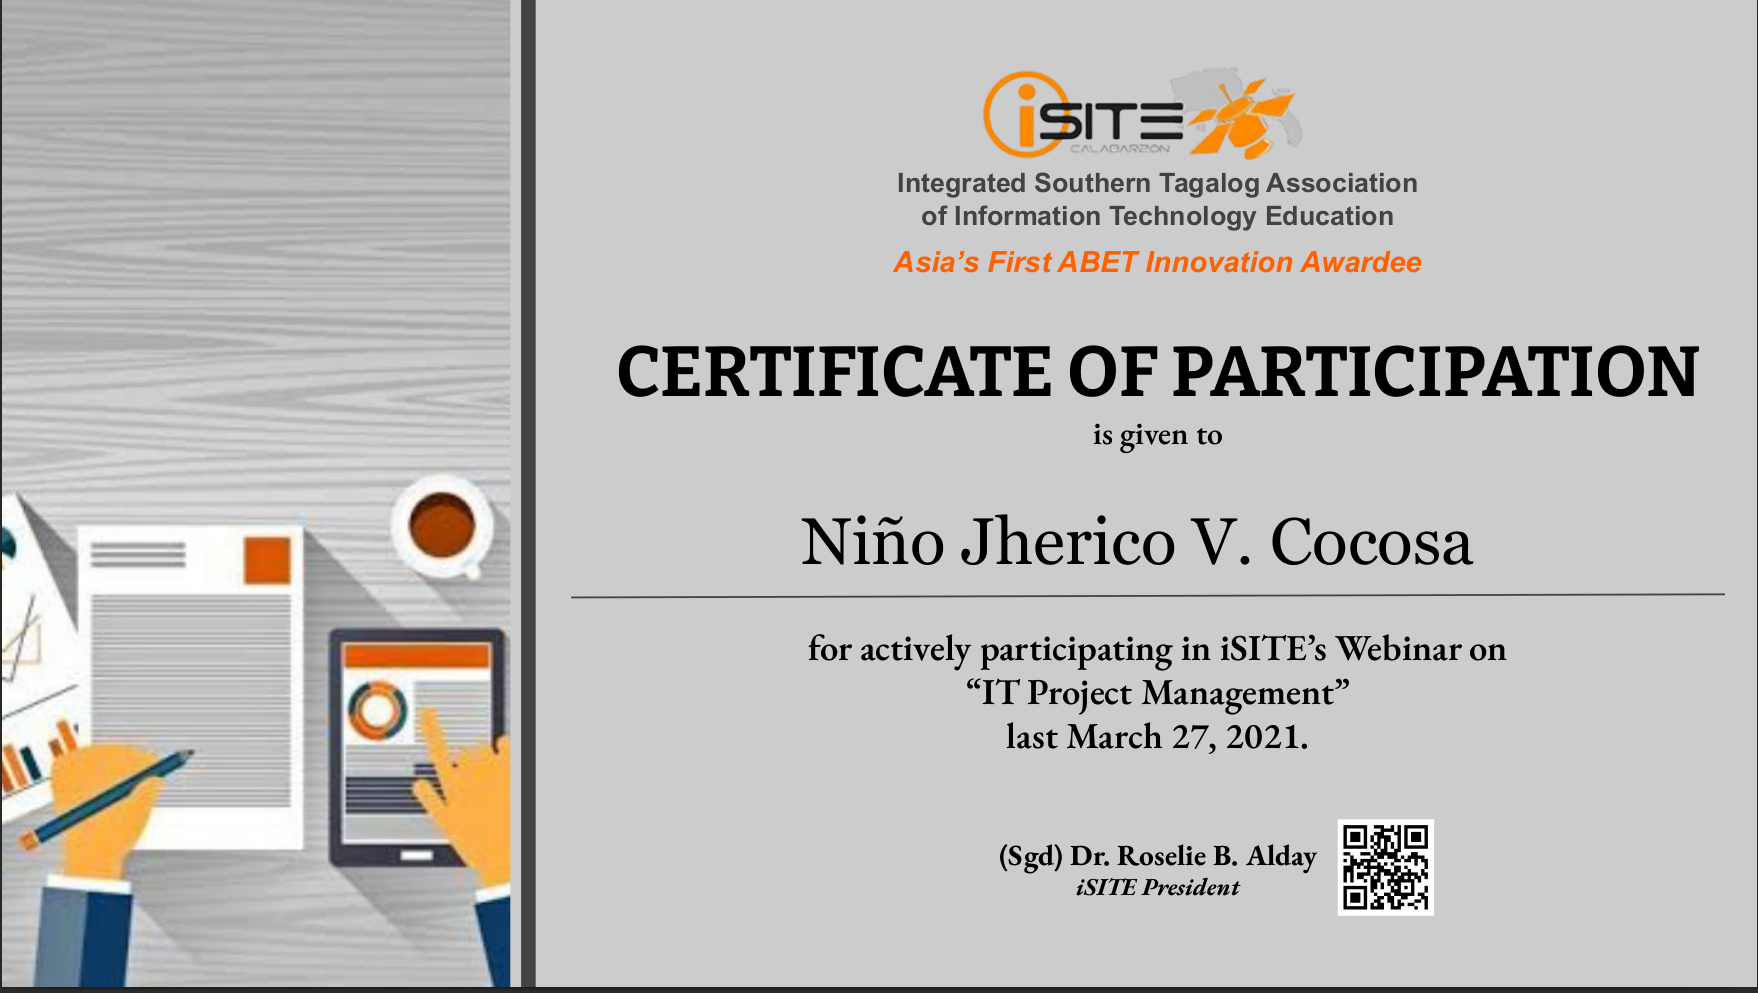 iSITE
CALABARZON
Integrated Southern Tagalog Association
of Information Technology Education
Asia’s First ABET Innovation Awardee
CERTIFICATE OF PARTICIPATION
is given to
Niño Jherico V. Cocosa
for actively participating in iSITE’s Webinar on
“IT Project Management”
last March 27, 2021.
(Sgd) Dr. Roselie B. Alday
iSITE President